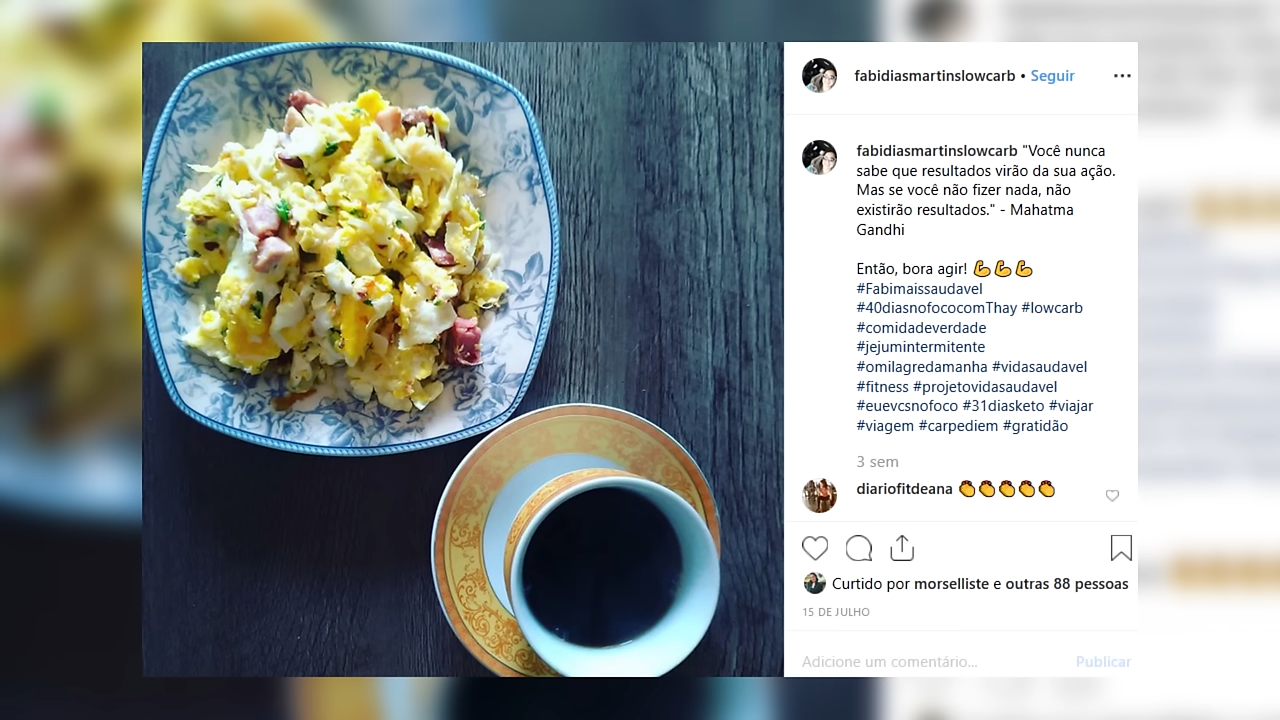 fabidiasmartinslowcarb • Seguir
fabidiasmartinslowcarb "Você nunca
sabe que resultados virão da sua ação.
Mas se você não fizer nada, não
existirão resultados." - Mahatma
Gandhi
Então, bora agir! 💪💪💪
#Fabimaissaudavel
#40diasnofococomThay #lowcarb
#comidadeverdade
#jejumintermitente
#omilagredamanha #vidasaudavel
#fitness #projetovidasaudavel
#euevcsnofoco #31diasketo #viajar
#viagem #carpediem #gratidão
3 sem
diariofitdeana 👏👏👏👏👏
Curtido por morselliste e outras 88 pessoas
15 DE JULHO
Adicione um comentário... Publicar